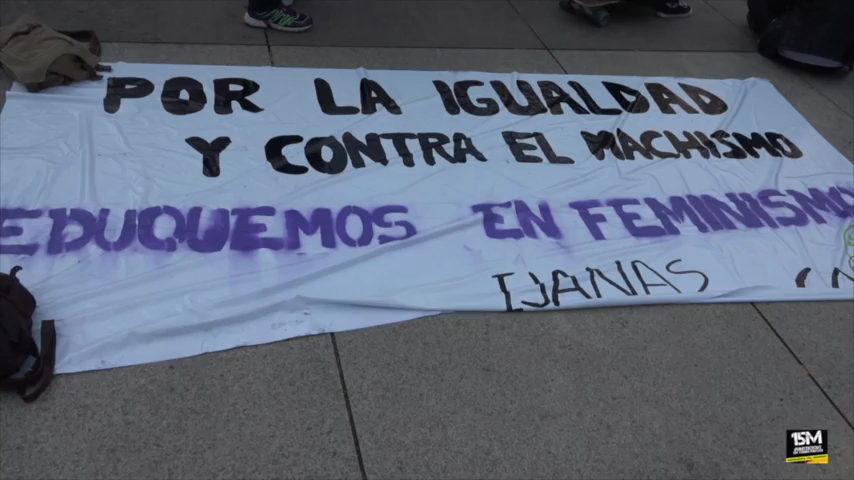 POR LA IGUALDAD
Y CONTRA EL MACHISMO
EDUQUEMOS EN FEMINISMO
IJANAS
15M